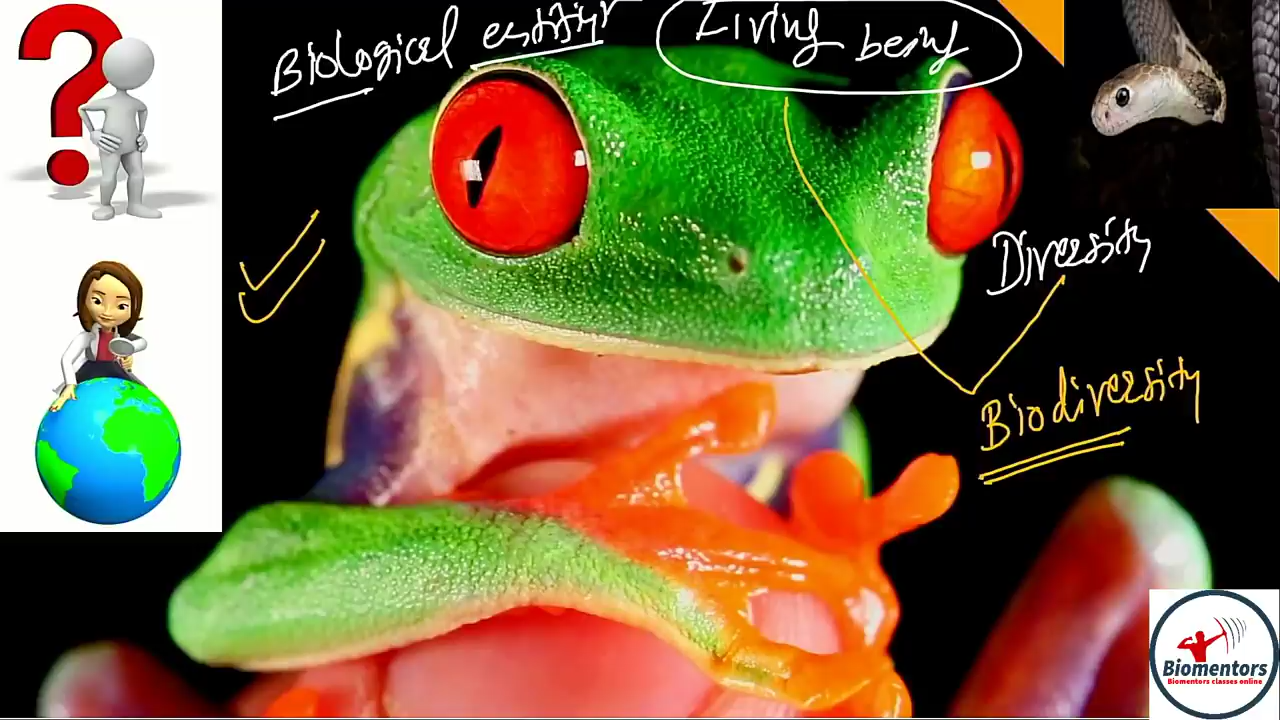 Biological entity
Living being
Diversity
Biodiversity
Biomentors
Biomentors classes online